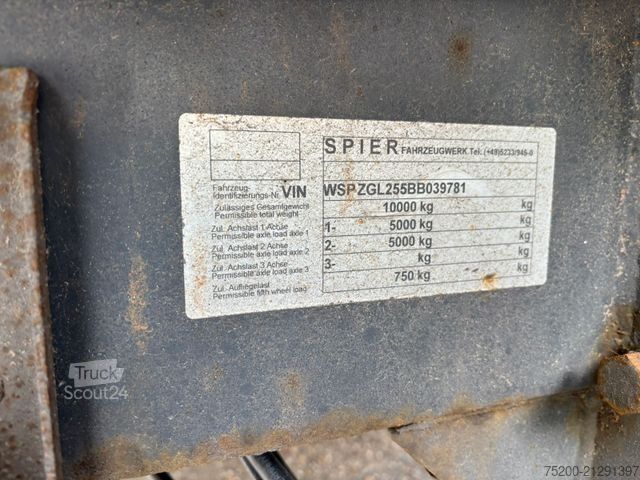 SPIER FAHRZEUGWERK Tel: (+49)5233/945-0
Fahrzeug-
Identifizierungs-Nr. VIN WSPZGL255BB039781
Zulässiges Gesamtgewicht 10000 kg kg
Permissible total weight
Zul. Achslast 1 Achse 1- 5000 kg kg
Permissible axle load axle 1
Zul. Achslast 2 Achse 2- 5000 kg kg
Permissible axle load axle 2
Zul. Achslast 3 Achse 3- kg kg
Permissible axle load axle 3
Zul. Aufliegelast 750 kg kg
Permissible fifth wheel load
Truck
Scout24
75200-21291397